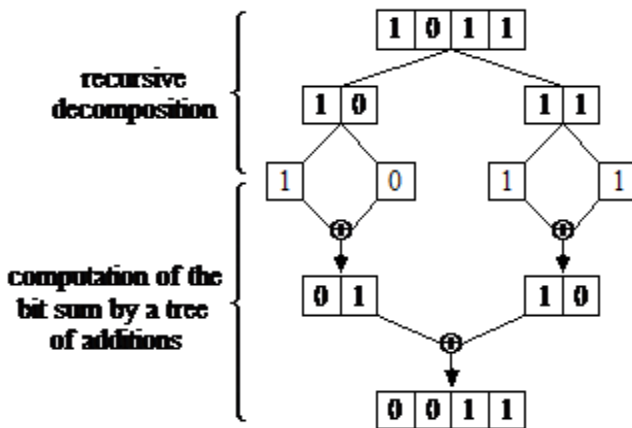 1 0 1 1
recursive
decomposition
1 0 1 1
1 0 1 1
computation of the
bit sum by a tree
of additions
0 1 1 0
0 0 1 1